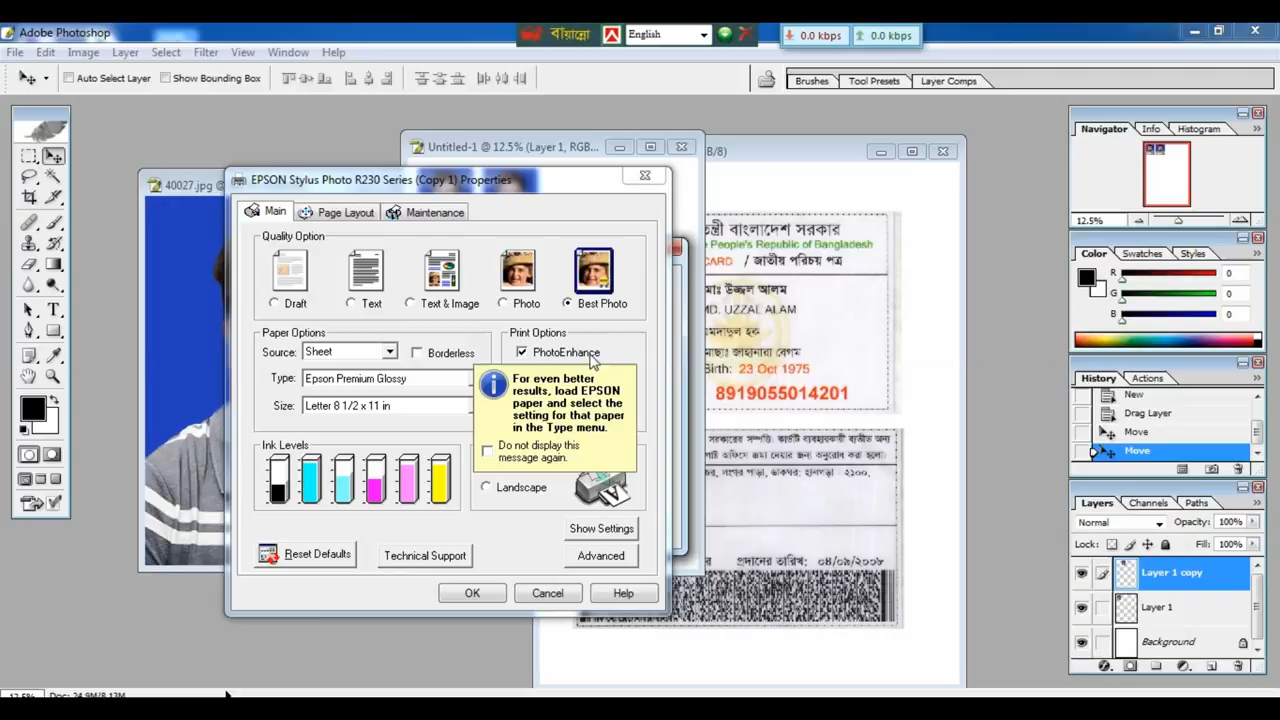 Adobe Photoshop
বায়ান্নো
English
0.0 kbps
0.0 kbps
File Edit Image Layer Select Filter View Window Help
Auto Select Layer Show Bounding Box
Brushes Tool Presets Layer Comps
Untitled-1 @ 12.5% (Layer 1, RGB...
B/8)
40027.jpg @
EPSON Stylus Photo R230 Series (Copy 1) Properties
Main Page Layout Maintenance
Quality Option
Draft Text Text & Image Photo Best Photo
Paper Options
Source: Sheet Borderless
Type: Epson Premium Glossy
Size: Letter 8 1/2 x 11 in
Print Options
PhotoEnhance
For even better
results, load EPSON
paper and select the
setting for that paper
in the Type menu.
Do not display this
message again.
Ink Levels
Landscape
Show Settings
Reset Defaults Technical Support Advanced
OK Cancel Help
তন্ত্রী বাংলাদেশ সরকার
People's Republic of Bangladesh
CARD / জাতীয় পরিচয় পত্র
মোঃ উজ্জল আলম
MD. UZZAL ALAM
এমদাদুল হক
মোছাঃ জাহানারা বেগম
Birth: 23 Oct 1975
8919055014201
প্রদানের তারিখ: ০৪/০৯/২০০৮
Navigator Info Histogram
12.5%
Color Swatches Styles
R 0
G 0
B 0
History Actions
New
Drag Layer
Move
Move
Layers Channels Paths
Normal Opacity: 100%
Lock: Fill: 100%
Layer 1 copy
Layer 1
Background
12.5% Doc: 24.9M/8.13M